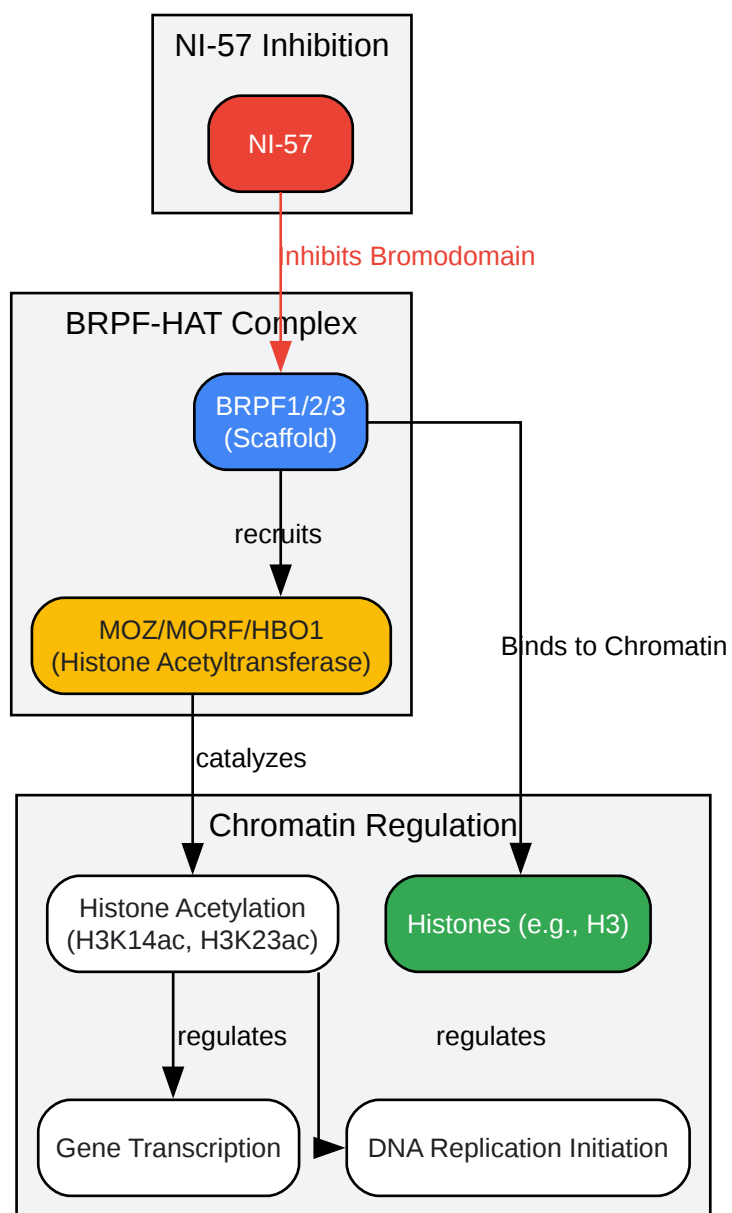 NI-57 Inhibition
NI-57
Inhibits Bromodomain
BRPF-HAT Complex
BRPF1/2/3
(Scaffold)
recruits
MOZ/MORF/HBO1
(Histone Acetyltransferase)
Binds to Chromatin
catalyzes
Chromatin Regulation
Histone Acetylation
(H3K14ac, H3K23ac)
Histones (e.g., H3)
regulates
regulates
Gene Transcription
DNA Replication Initiation